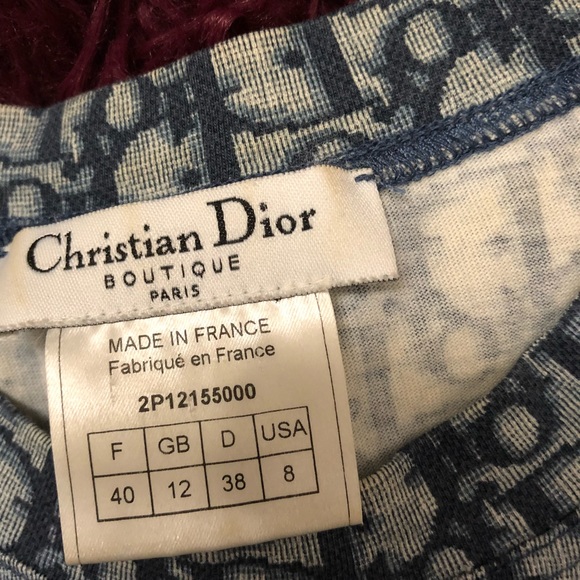 Christian Dior
BOUTIQUE
PARIS
MADE IN FRANCE
Fabriqué en France
2P12155000
F GB D USA
40 12 38 8